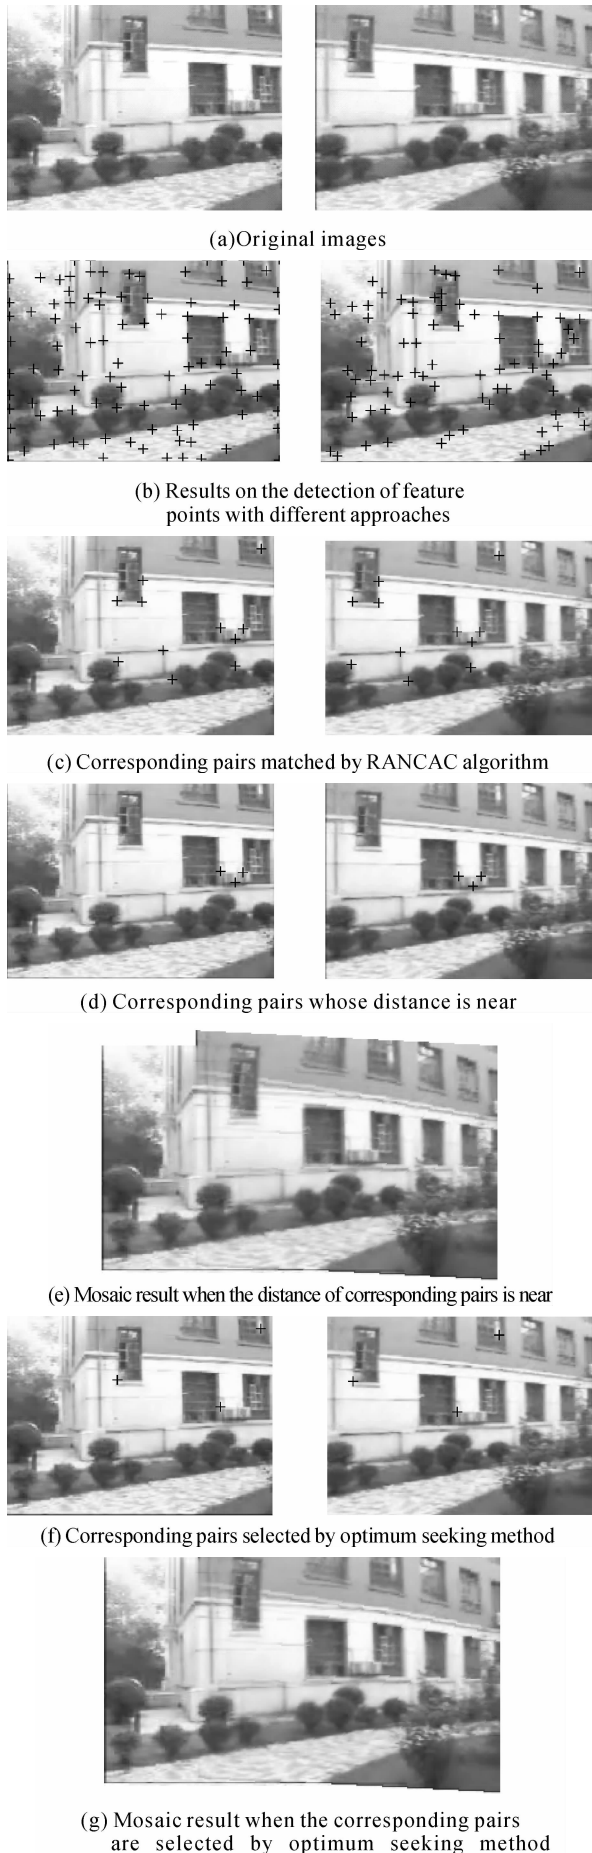 (a)Original images
(b) Results on the detection of feature
points with different approaches
(c) Corresponding pairs matched by RANCAC algorithm
(d) Corresponding pairs whose distance is near
(e) Mosaic result when the distance of corresponding pairs is near
(f) Corresponding pairs selected by optimum seeking method
(g) Mosaic result when the corresponding pairs
are selected by optimum seeking method